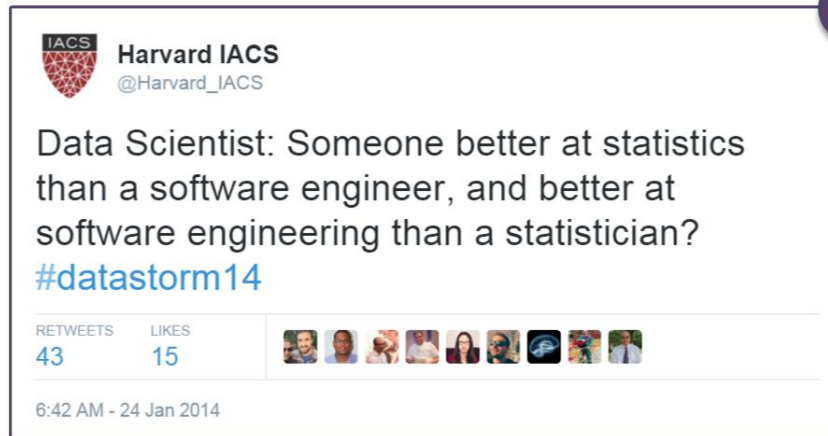 IACS
Harvard IACS
@Harvard_IACS
Data Scientist: Someone better at statistics
than a software engineer, and better at
software engineering than a statistician?
#datastorm14
RETWEETS LIKES
43 15
6:42 AM - 24 Jan 2014